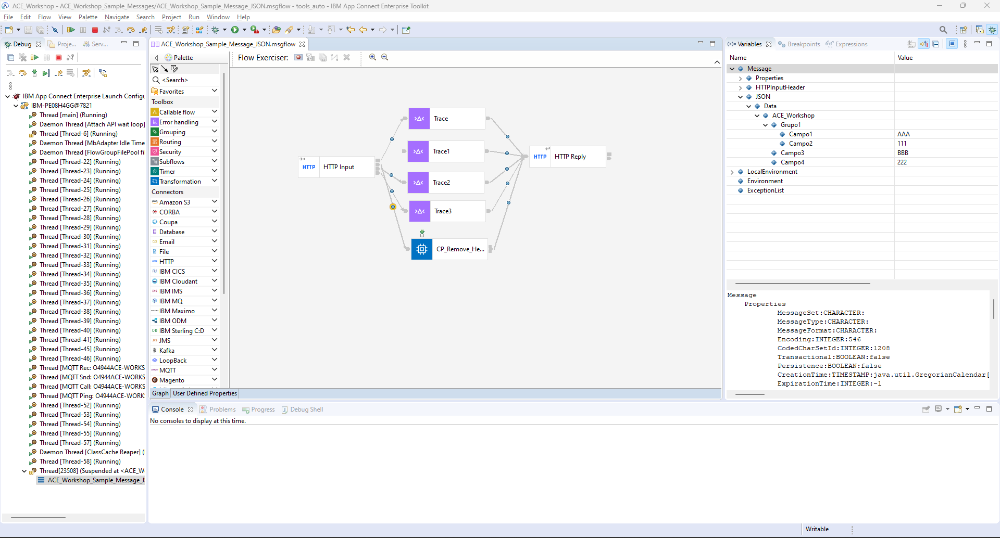 ACE_Workshop - ACE_Workshop_Sample_Messages/ACE_Workshop_Sample_Message_JSON.msgflow - tools_auto - IBM App Connect Enterprise Toolkit
File Edit Flow View Palette Navigate Search Project Run Window Help
Debug Proje... Serv...
IBM App Connect Enterprise Launch Configu
IBM-PE08H4GG@7821
Thread [main] (Running)
Daemon Thread [Attach API wait loop]
Thread [Thread-6] (Running)
Daemon Thread [MbAdapter Idle Time
Daemon Thread [FlowGroupFilePool fi
Thread [Thread-22] (Running)
Thread [Thread-23] (Running)
Thread [Thread-24] (Running)
Thread [Thread-25] (Running)
Thread [Thread-26] (Running)
Thread [Thread-27] (Running)
Thread [Thread-28] (Running)
Thread [Thread-29] (Running)
Thread [Thread-30] (Running)
Thread [Thread-31] (Running)
Thread [Thread-32] (Running)
Thread [Thread-33] (Running)
Thread [Thread-34] (Running)
Thread [Thread-35] (Running)
Thread [Thread-36] (Running)
Thread [Thread-37] (Running)
Thread [Thread-38] (Running)
Thread [Thread-39] (Running)
Thread [Thread-40] (Running)
Thread [Thread-41] (Running)
Thread [Thread-45] (Running)
Thread [Thread-46] (Running)
Thread [MQTT Rec: O4944ACE-WORKS
Thread [MQTT Snd: O4944ACE-WORKS
Thread [MQTT Call: O4944ACE-WORKS
Thread [MQTT Ping: O4944ACE-WORK
Thread [Thread-52] (Running)
Thread [Thread-53] (Running)
Thread [Thread-54] (Running)
Thread [Thread-55] (Running)
Thread [Thread-57] (Running)
Daemon Thread [ClassCache Reaper] (
Thread [Thread-58] (Running)
Thread[23508] (Suspended at <ACE_W
ACE_Workshop_Sample_Message_J
ACE_Workshop_Sample_Message_JSON.msgflow
Palette
<Search>
Favorites
Toolbox
Callable flow
Error handling
Grouping
Routing
Security
Subflows
Timer
Transformation
Connectors
Amazon S3
CORBA
Coupa
Database
Email
File
HTTP
IBM CICS
IBM Cloudant
IBM IMS
IBM MQ
IBM Maximo
IBM ODM
IBM Sterling C:D
JMS
Kafka
LoopBack
MQTT
Magento
Flow Exerciser:
Trace
Trace1
HTTP HTTP Input
HTTP HTTP Reply
Trace2
Trace3
CP_Remove_He...
Graph User Defined Properties
Console Problems Progress Debug Shell
No consoles to display at this time.
(x)= Variables Breakpoints Expressions
Name Value
Message
Properties
HTTPInputHeader
JSON
Data
ACE_Workshop
Grupo1
Campo1 AAA
Campo2 111
Campo3 BBB
Campo4 222
LocalEnvironment
Environment
ExceptionList
Message
Properties
MessageSet:CHARACTER:
MessageType:CHARACTER:
MessageFormat:CHARACTER:
Encoding:INTEGER:546
CodedCharSetId:INTEGER:1208
Transactional:BOOLEAN:false
Persistence:BOOLEAN:false
CreationTime:TIMESTAMP:java.util.GregorianCalendar[
ExpirationTime:INTEGER:-1
Writable